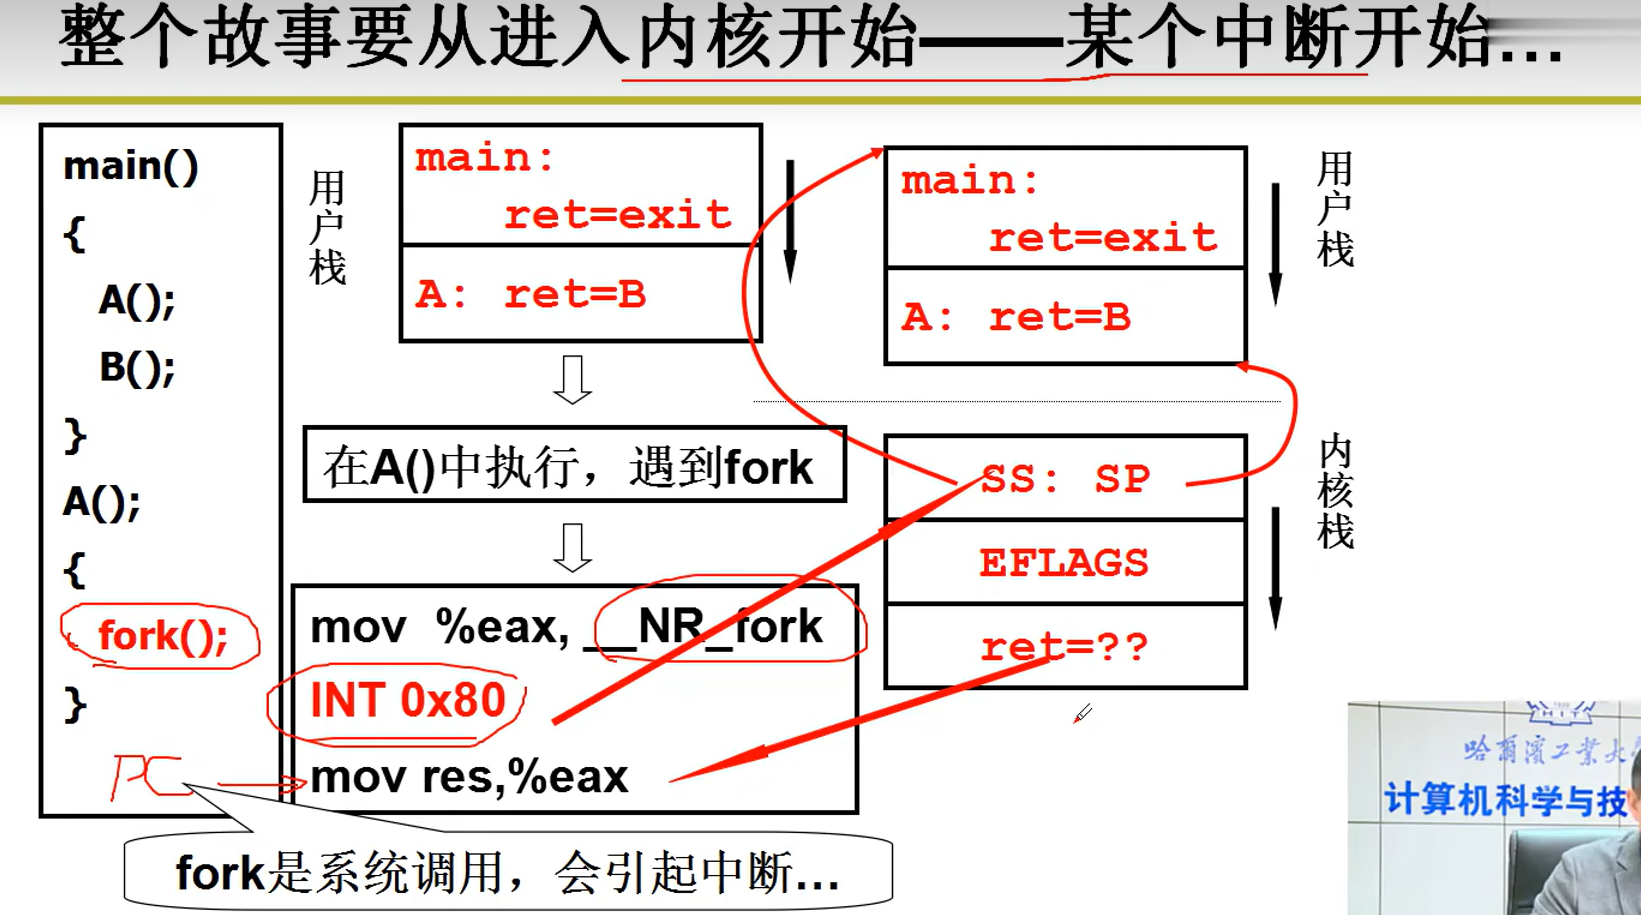 整个故事要从进入内核开始——某个中断开始…
main()
{
A();
B();
}
A();
{
fork();
}
PC
用户栈
main:
ret=exit
A: ret=B
在A()中执行，遇到fork
mov %eax, __NR_fork
INT 0x80
mov res,%eax
fork是系统调用，会引起中断…
main:
ret=exit
A: ret=B
用户栈
SS: SP
EFLAGS
ret=??
内核栈
哈爾濱工業大
计算机科学与技